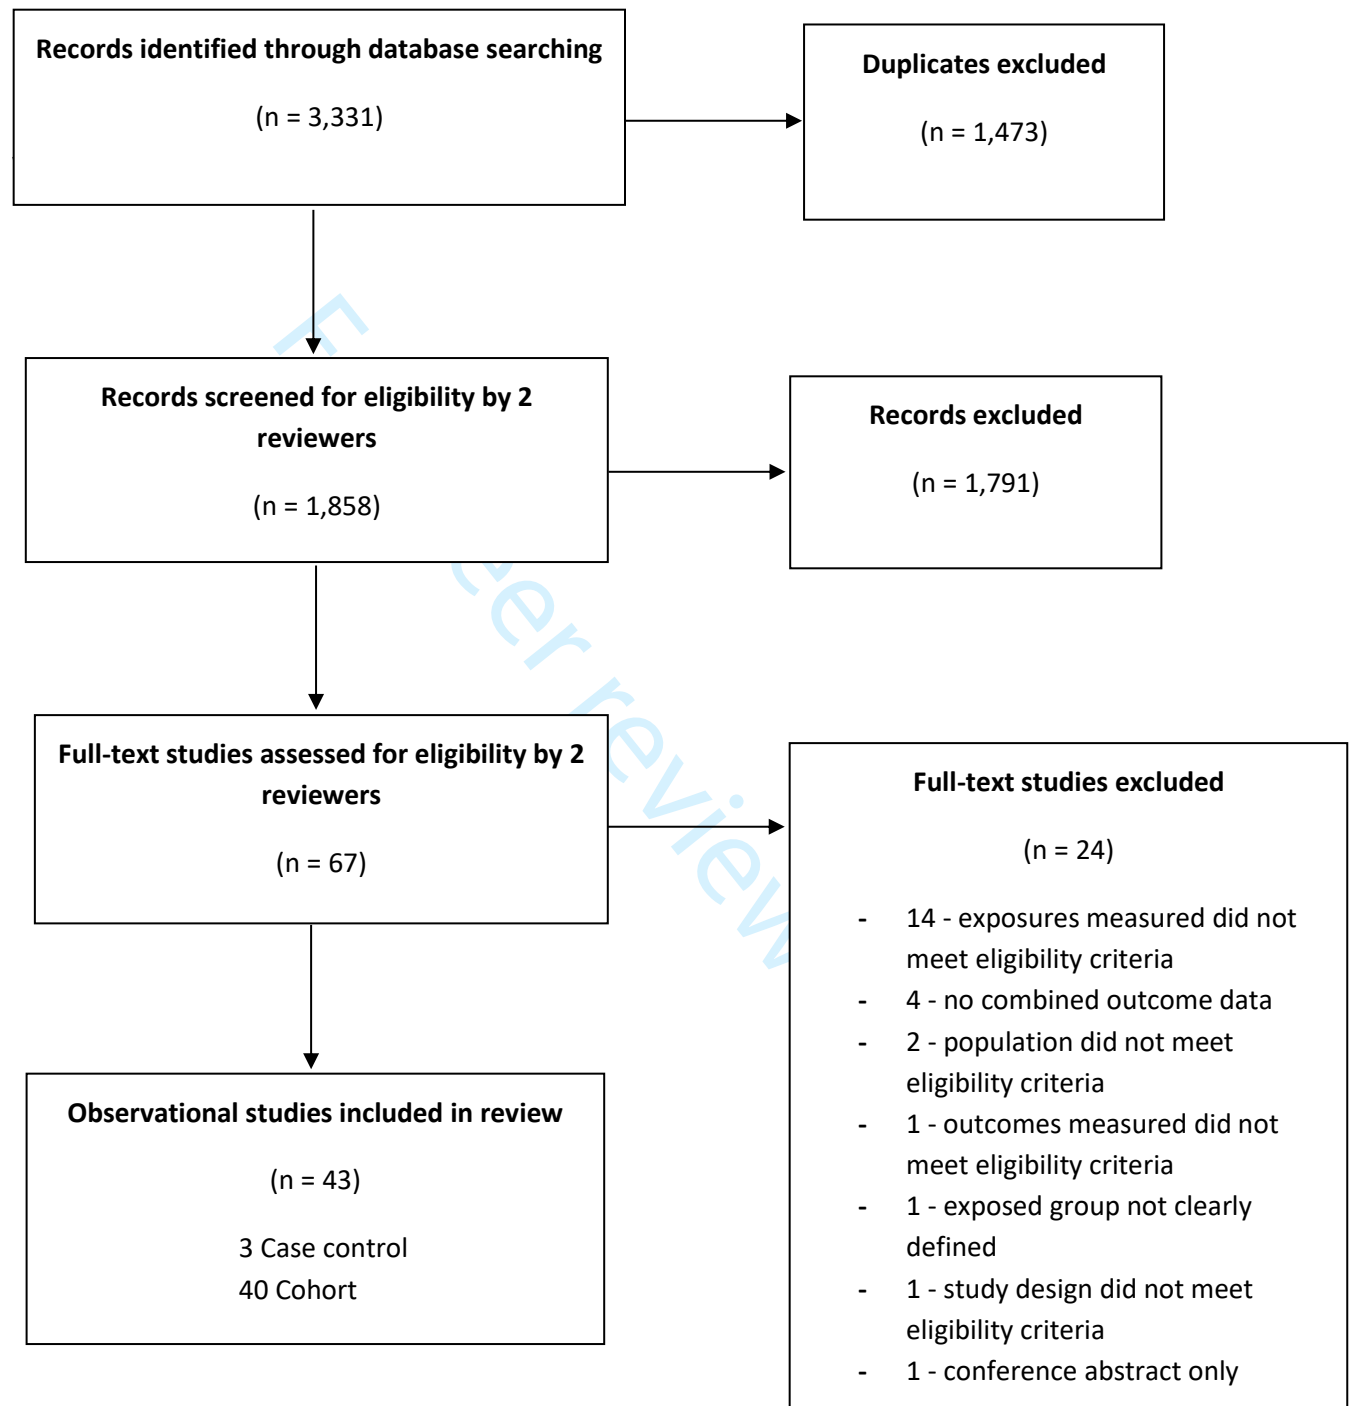 Records identified through database searching
(n = 3,331)
Duplicates excluded
(n = 1,473)
Records screened for eligibility by 2
reviewers
(n = 1,858)
Records excluded
(n = 1,791)
Full-text studies assessed for eligibility by 2
reviewers
(n = 67)
Full-text studies excluded
(n = 24)
- 14 - exposures measured did not
meet eligibility criteria
- 4 - no combined outcome data
- 2 - population did not meet
eligibility criteria
- 1 - outcomes measured did not
meet eligibility criteria
- 1 - exposed group not clearly
defined
- 1 - study design did not meet
eligibility criteria
- 1 - conference abstract only
Observational studies included in review
(n = 43)
3 Case control
40 Cohort
eer review